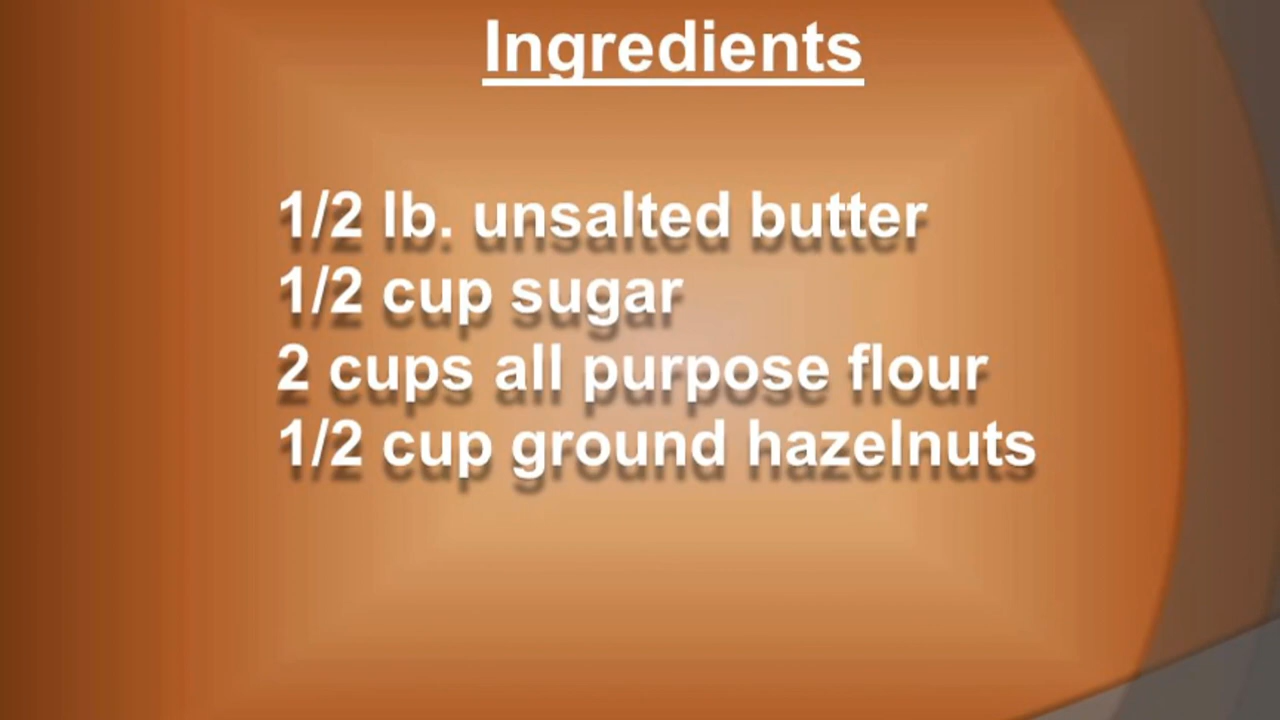 Ingredients
1/2 lb. unsalted butter
1/2 cup sugar
2 cups all purpose flour
1/2 cup ground hazelnuts